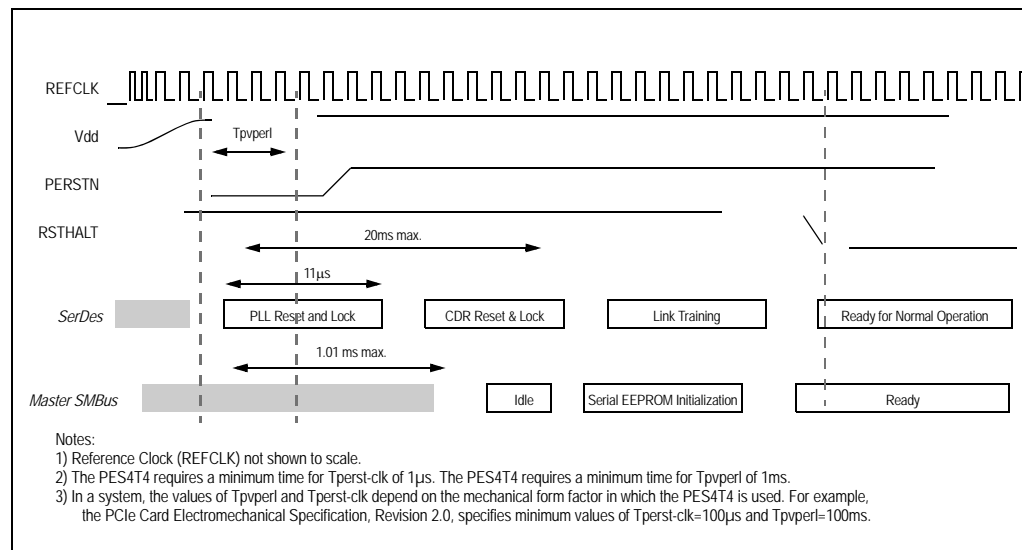 REFCLK
Vdd
Tpvperl
PERSTN
RSTHALT
20ms max.
11µs
SerDes
PLL Reset and Lock
CDR Reset & Lock
Link Training
Ready for Normal Operation
1.01 ms max.
Master SMBus
Idle
Serial EEPROM Initialization
Ready
Notes:
1) Reference Clock (REFCLK) not shown to scale.
2) The PES4T4 requires a minimum time for Tperst-clk of 1µs. The PES4T4 requires a minimum time for Tpvperl of 1ms.
3) In a system, the values of Tpvperl and Tperst-clk depend on the mechanical form factor in which the PES4T4 is used. For example,
the PCIe Card Electromechanical Specification, Revision 2.0, specifies minimum values of Tperst-clk=100µs and Tpvperl=100ms.